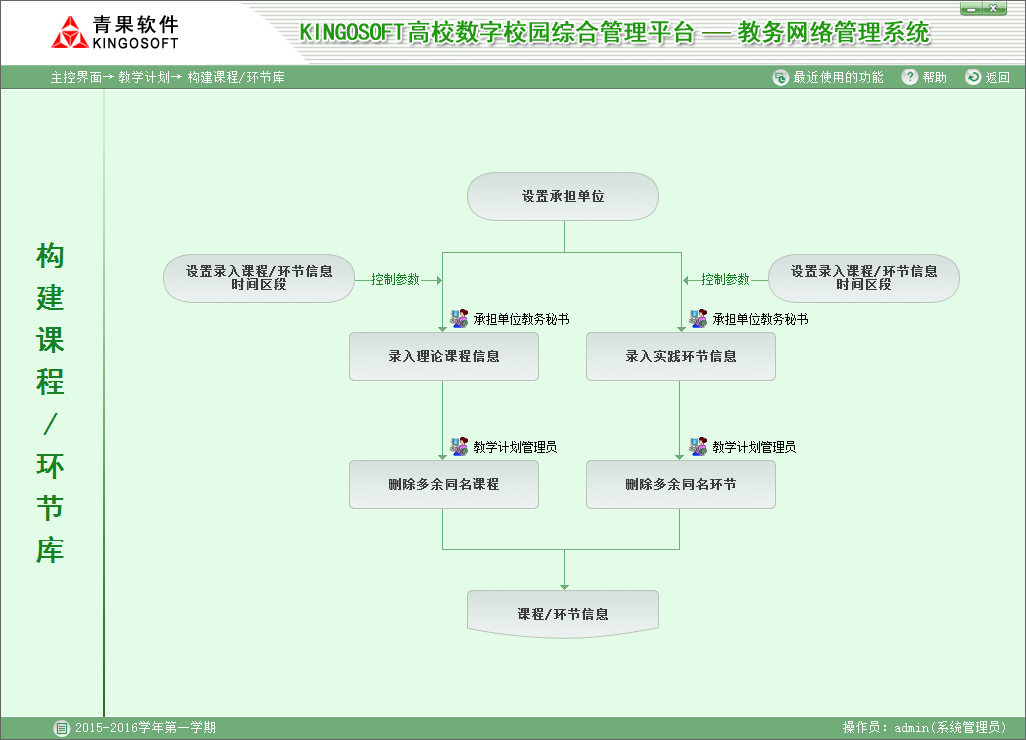 青果软件
KINGOSOFT
KINGOSOFT高校数字校园综合管理平台 — 教务网络管理系统
主控界面→ 教学计划→ 构建课程/环节库
最近使用的功能
? 帮助
返回
构建课程/环节库
设置承担单位
设置录入课程/环节信息
时间区段
控制参数
控制参数
设置录入课程/环节信息
时间区段
承担单位教务秘书
承担单位教务秘书
录入理论课程信息
录入实践环节信息
教学计划管理员
教学计划管理员
删除多余同名课程
删除多余同名环节
课程/环节信息
2015-2016学年第一学期
操作员: admin(系统管理员)